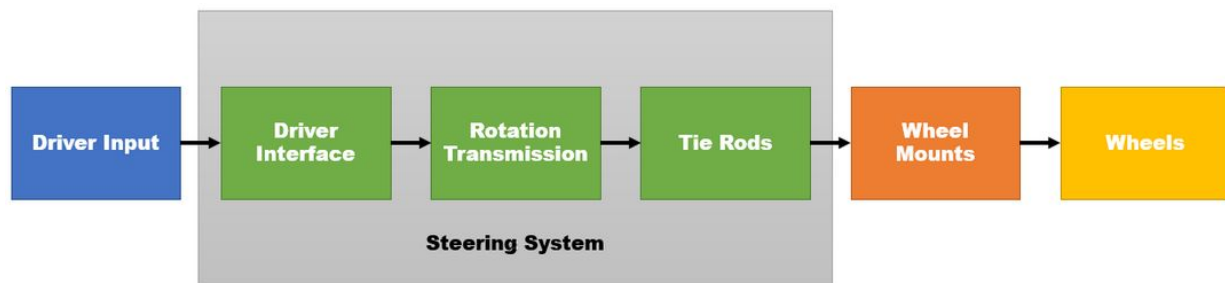 Driver Input
Driver
Interface
Rotation
Transmission
Tie Rods
Wheel
Mounts
Wheels
Steering System